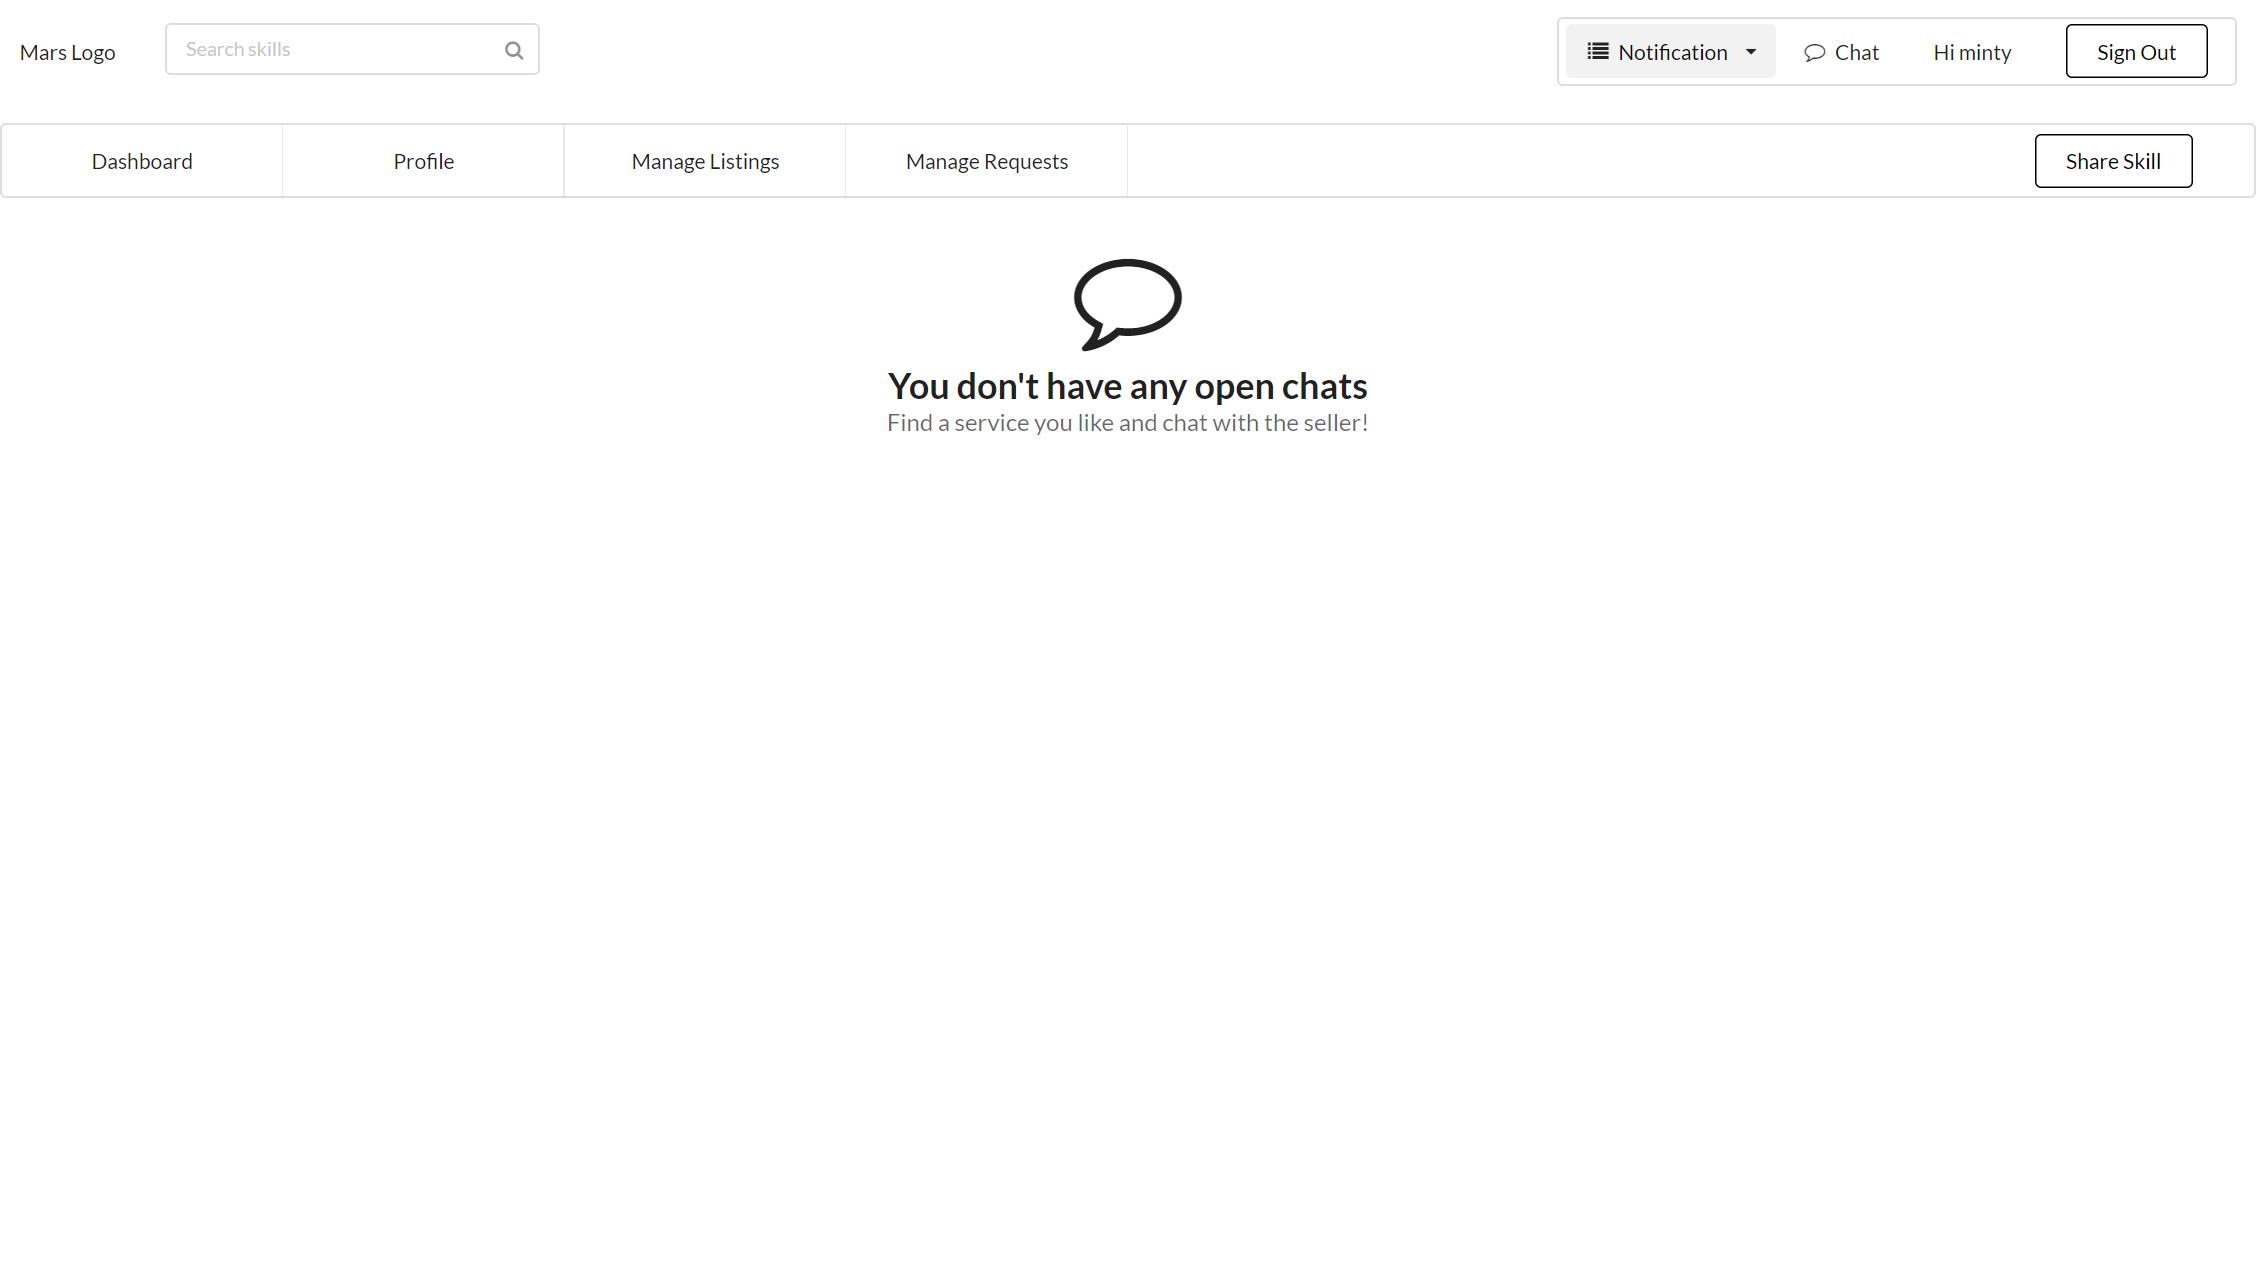 Mars Logo
Search skills
Notification
Chat
Hi minty
Sign Out
Dashboard
Profile
Manage Listings
Manage Requests
Share Skill
You don't have any open chats
Find a service you like and chat with the seller!